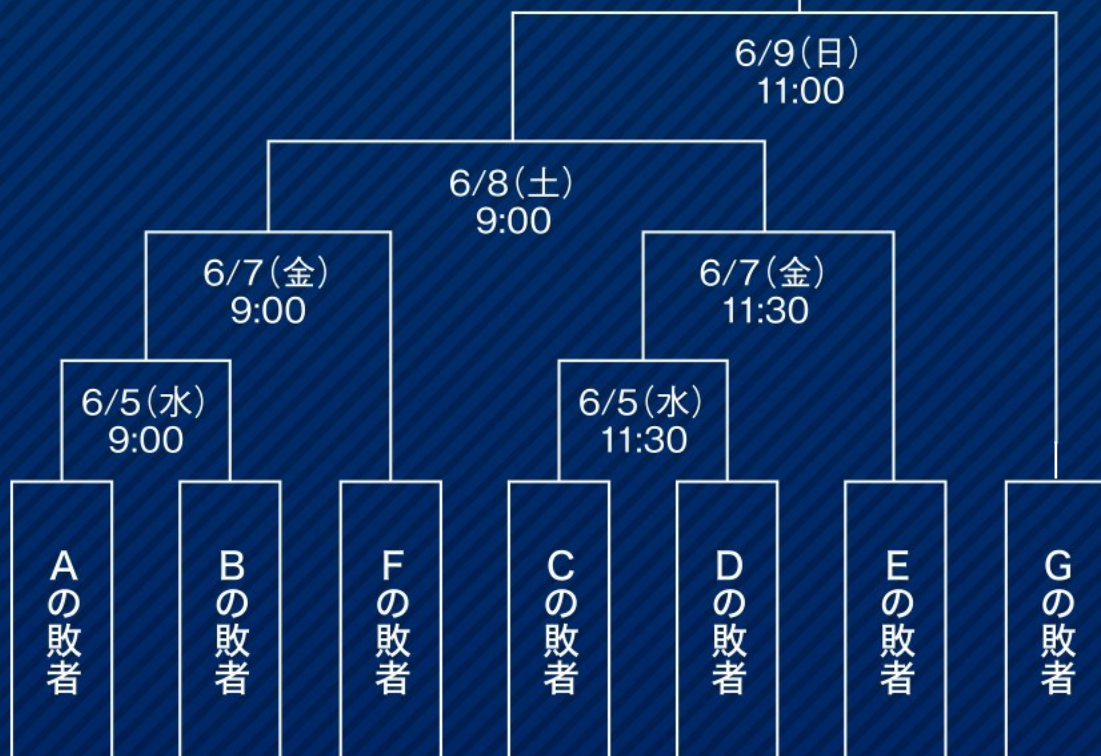 6/9（日）
11:00
6/8（土）
9:00
6/7（金）
9:00
6/7（金）
11:30
6/5（水）
9:00
6/5（水）
11:30
Aの敗者
Bの敗者
Fの敗者
Cの敗者
Dの敗者
Eの敗者
Gの敗者